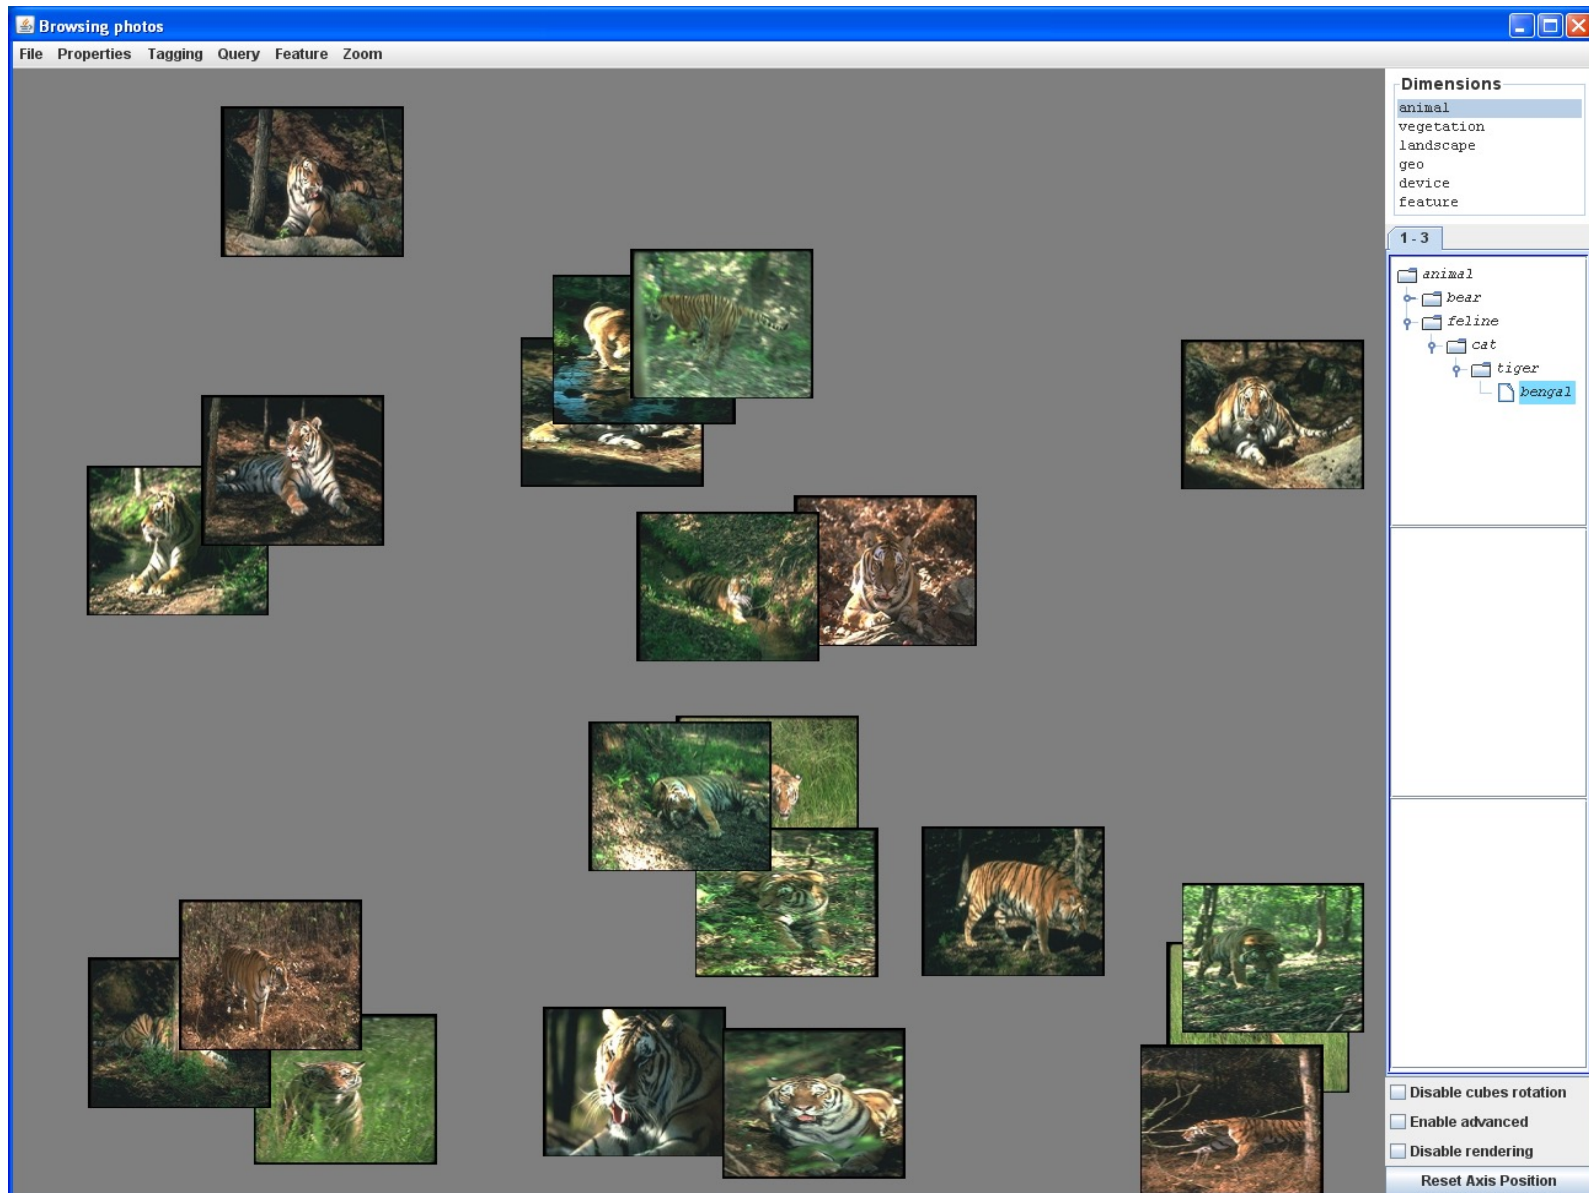 Browsing photos
File Properties Tagging Query Feature Zoom
Dimensions
animal
vegetation
landscape
geo
device
feature
1 - 3
animal
bear
feline
cat
tiger
bengal
Disable cubes rotation
Enable advanced
Disable rendering
Reset Axis Position